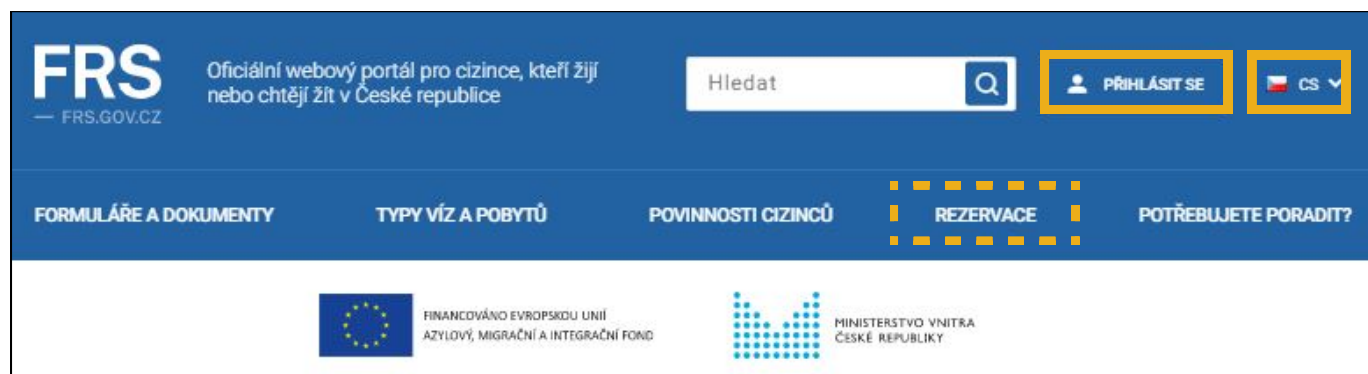 FRS
— FRS.GOV.CZ
Oficiální webový portál pro cizince, kteří žijí
nebo chtějí žít v České republice
Hledat
PŘIHLÁSIT SE
CS
FORMULÁŘE A DOKUMENTY
TYPY VÍZ A POBYTŮ
POVINNOSTI CIZINCŮ
REZERVACE
POTŘEBUJETE PORADIT?
FINANCOVÁNO EVROPSKOU UNIÍ
AZYLOVÝ, MIGRAČNÍ A INTEGRAČNÍ FOND
MINISTERSTVO VNITRA
ČESKÉ REPUBLIKY